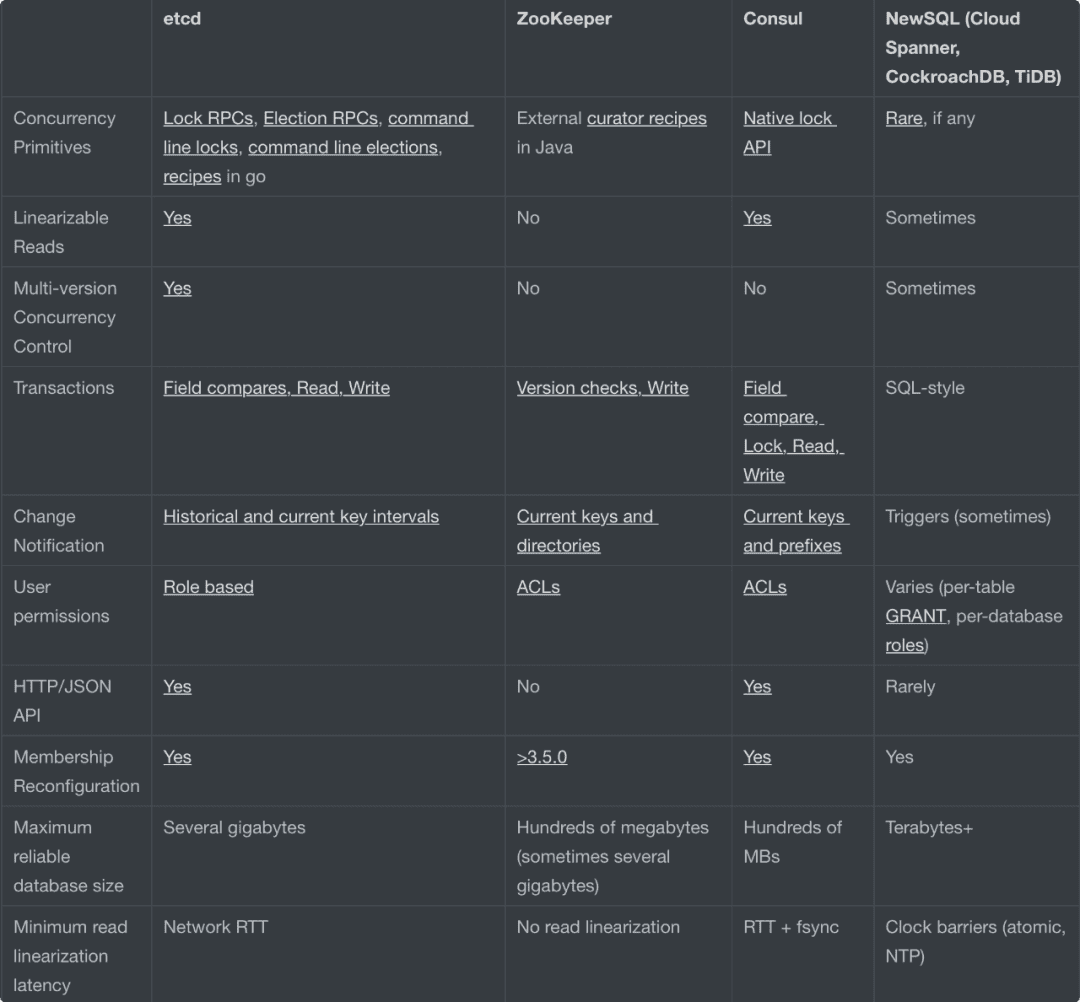 etcd
ZooKeeper
Consul
NewSQL (Cloud
Spanner,
CockroachDB, TiDB)
Concurrency
Primitives
Lock RPCs, Election RPCs, command
line locks, command line elections,
recipes in go
External curator recipes
in Java
Native lock
API
Rare, if any
Linearizable
Reads
Yes
No
Yes
Sometimes
Multi-version
Concurrency
Control
Yes
No
No
Sometimes
Transactions
Field compares, Read, Write
Version checks, Write
Field
compare,
Lock, Read,
Write
SQL-style
Change
Notification
Historical and current key intervals
Current keys and
directories
Current keys
and prefixes
Triggers (sometimes)
User
permissions
Role based
ACLs
ACLs
Varies (per-table
GRANT, per-database
roles)
HTTP/JSON
API
Yes
No
Yes
Rarely
Membership
Reconfiguration
Yes
>3.5.0
Yes
Yes
Maximum
reliable
database size
Several gigabytes
Hundreds of megabytes
(sometimes several
gigabytes)
Hundreds of
MBs
Terabytes+
Minimum read
linearization
latency
Network RTT
No read linearization
RTT + fsync
Clock barriers (atomic,
NTP)